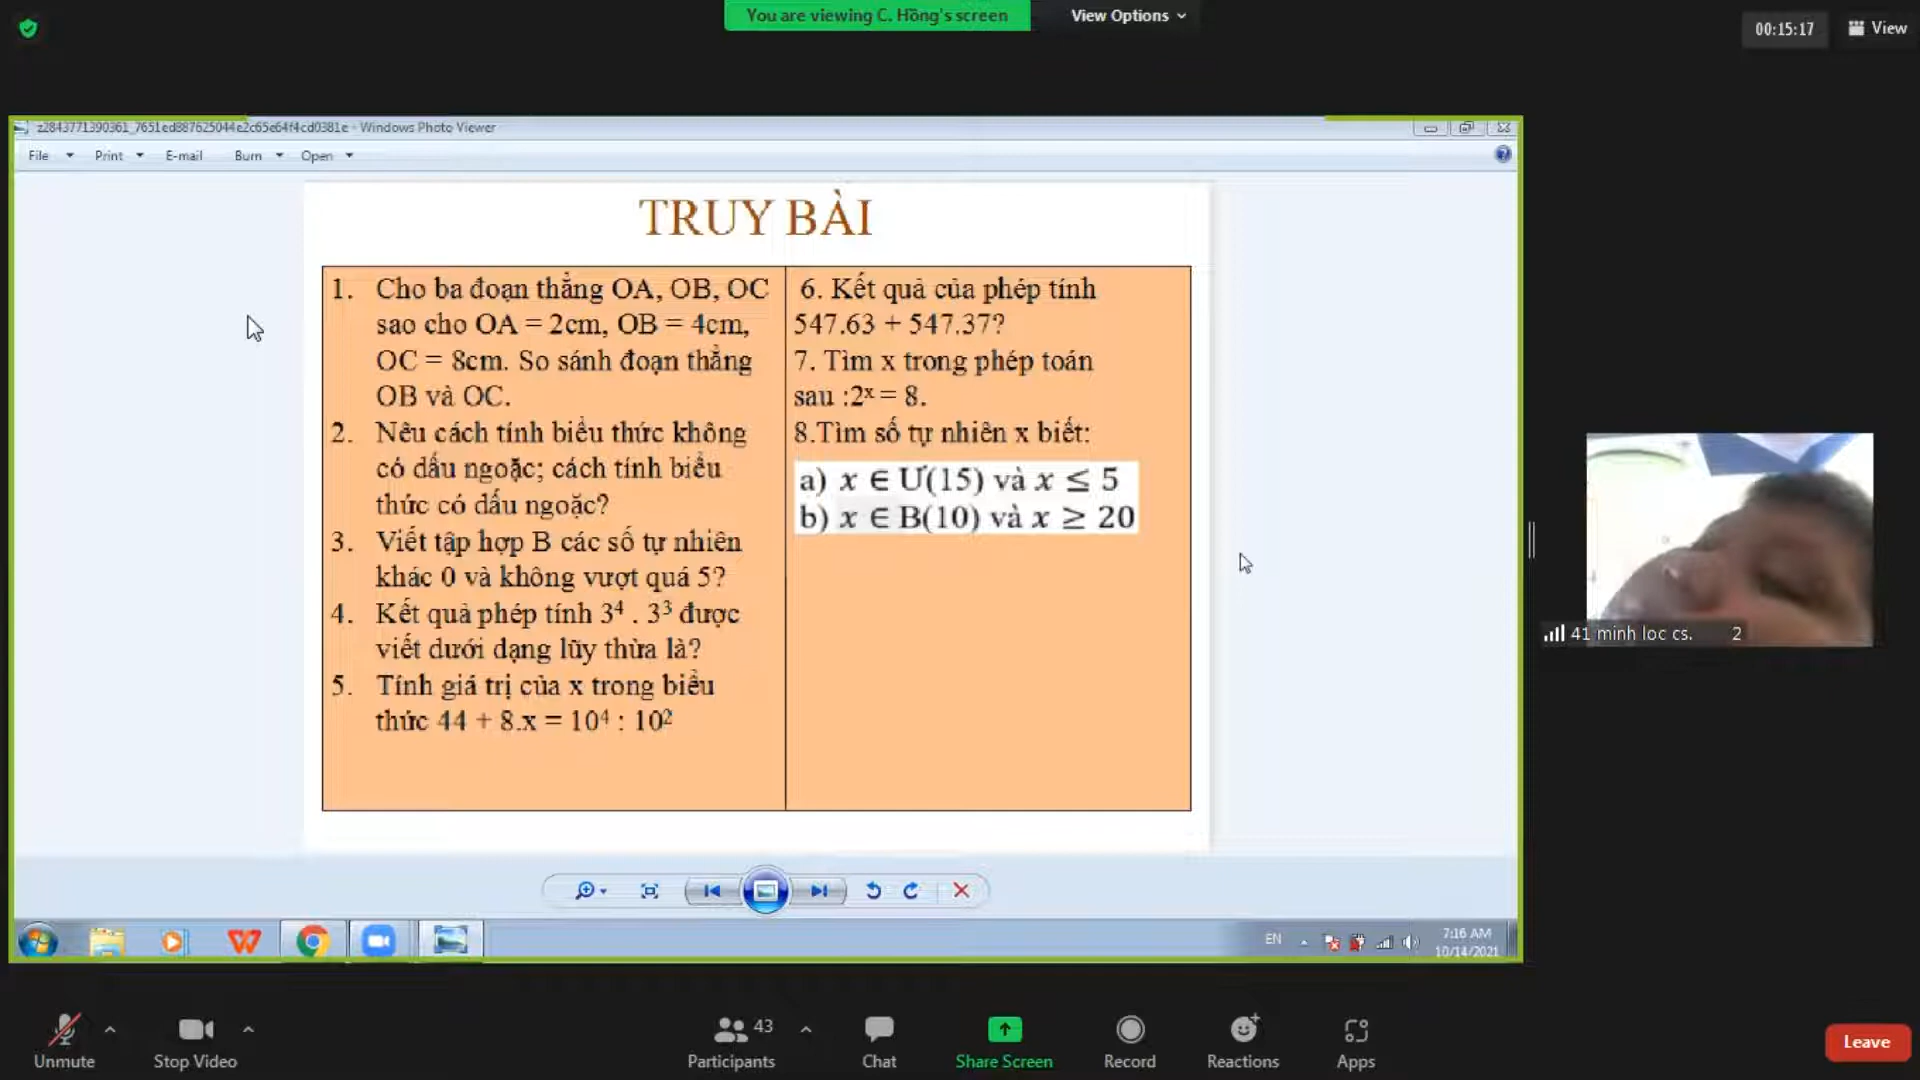 You are viewing C. Hồng's screen
View Options
00:15:17
View
z2843771390361_7651ed887625044e2c65e64f4cd0381e - Windows Photo Viewer
File Print E-mail Burn Open
TRUY BÀI
1. Cho ba đoạn thẳng OA, OB, OC
sao cho OA = 2cm, OB = 4cm,
OC = 8cm. So sánh đoạn thẳng
OB và OC.
2. Nêu cách tính biểu thức không
có dấu ngoặc; cách tính biểu
thức có dấu ngoặc?
3. Viết tập hợp B các số tự nhiên
khác 0 và không vượt quá 5?
4. Kết quả phép tính 3⁴ . 3³ được
viết dưới dạng lũy thừa là?
5. Tính giá trị của x trong biểu
thức 44 + 8.x = 10⁴ : 10²
6. Kết quả của phép tính
547.63 + 547.37?
7. Tìm x trong phép toán
sau :2ˣ = 8.
8.Tìm số tự nhiên x biết:
a) x ∈ Ư(15) và x ≤ 5
b) x ∈ B(10) và x ≥ 20
41 minh loc cs. 2
EN
7:16 AM
10/14/2021
Unmute
Stop Video
43
Participants
Chat
Share Screen
Record
Reactions
Apps
Leave